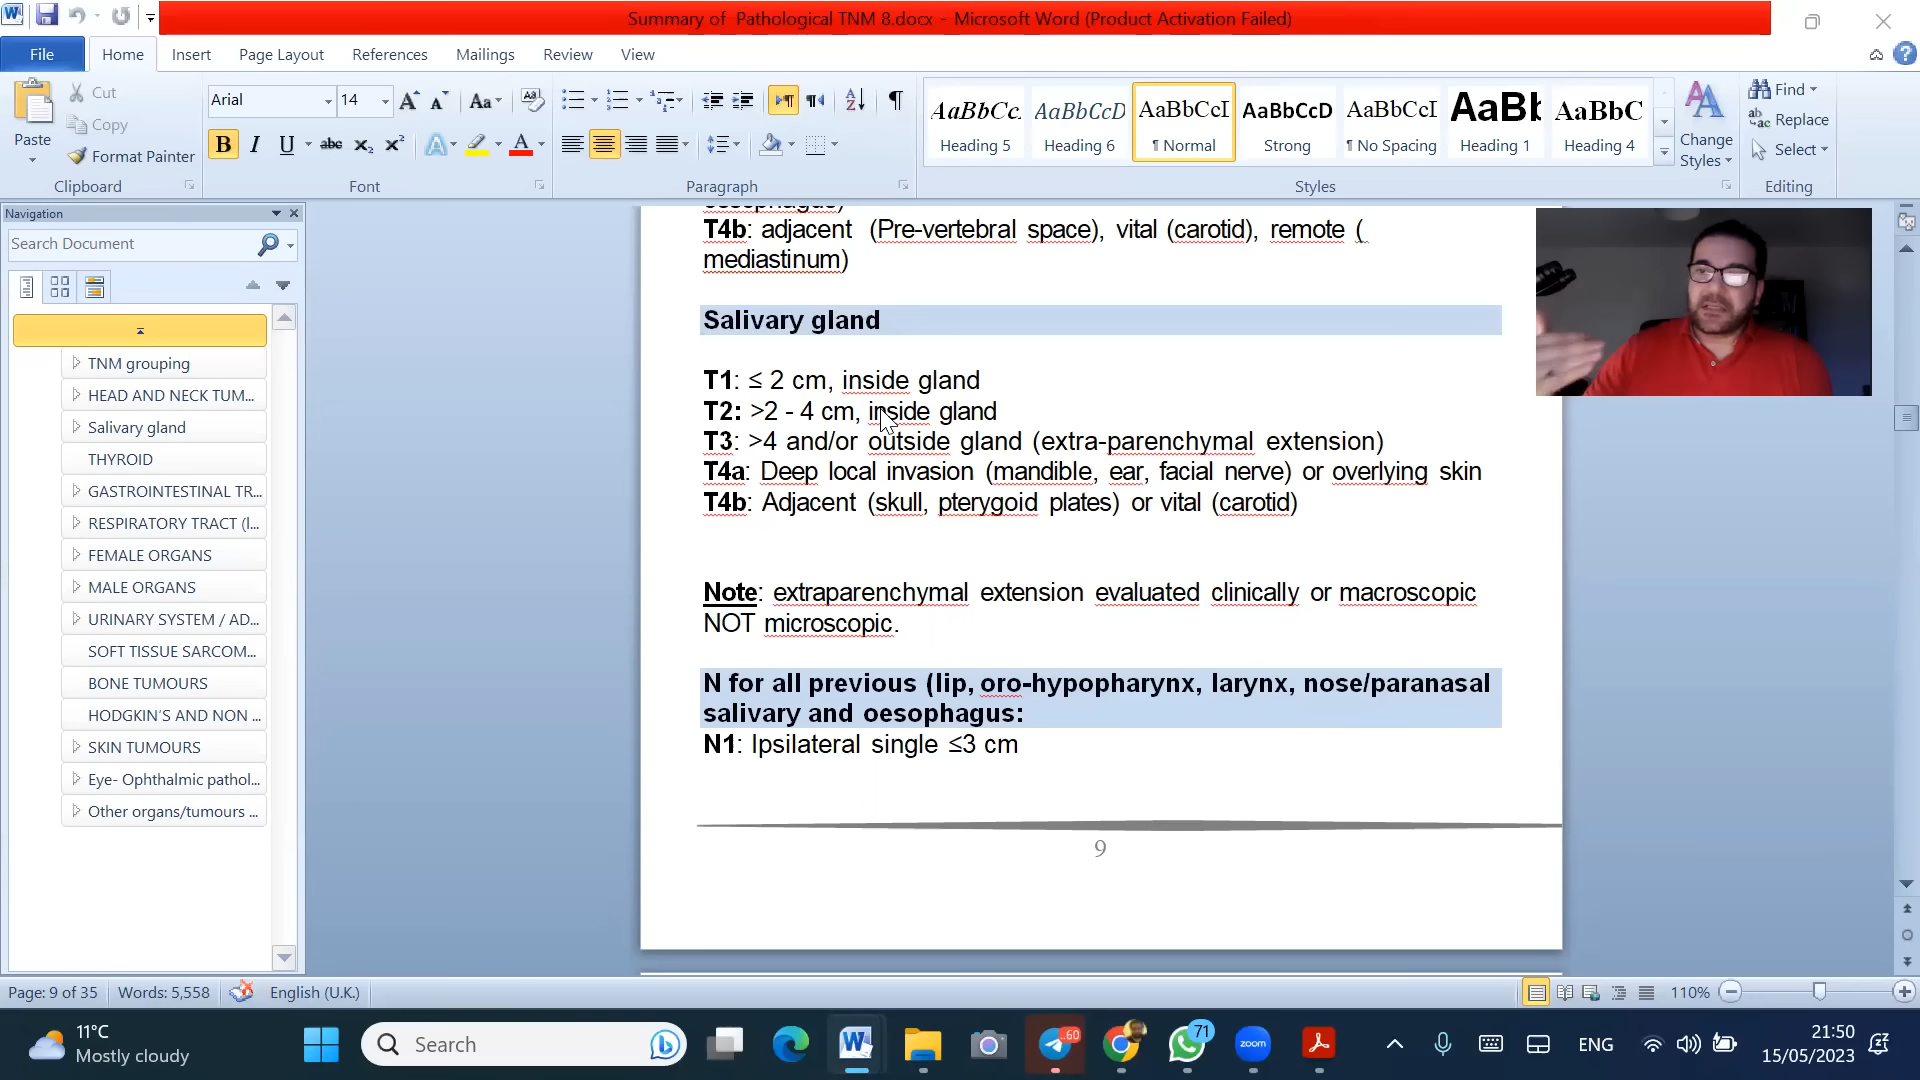 Summary of Pathological TNM 8.docx - Microsoft Word (Product Activation Failed)
File Home Insert Page Layout References Mailings Review View
Paste
Cut
Copy
Format Painter
Clipboard
Arial 14
Font
Paragraph
AaBbCc AaBbCcD AaBbCcI AaBbCcD AaBbCcI AaBb AaBbC
Heading 5 Heading 6 ¶ Normal Strong ¶ No Spacing Heading 1 Heading 4
Change Styles
Styles
Find
Replace
Select
Editing
Navigation
Search Document
TNM grouping
HEAD AND NECK TUM...
Salivary gland
THYROID
GASTROINTESTINAL TR...
RESPIRATORY TRACT (l...
FEMALE ORGANS
MALE ORGANS
URINARY SYSTEM / AD...
SOFT TISSUE SARCOM...
BONE TUMOURS
HODGKIN'S AND NON ...
SKIN TUMOURS
Eye- Ophthalmic pathol...
Other organs/tumours ...
T4b: adjacent (Pre-vertebral space), vital (carotid), remote (
mediastinum)
Salivary gland
T1: ≤ 2 cm, inside gland
T2: >2 - 4 cm, inside gland
T3: >4 and/or outside gland (extra-parenchymal extension)
T4a: Deep local invasion (mandible, ear, facial nerve) or overlying skin
T4b: Adjacent (skull, pterygoid plates) or vital (carotid)
Note: extraparenchymal extension evaluated clinically or macroscopic
NOT microscopic.
N for all previous (lip, oro-hypopharynx, larynx, nose/paranasal
salivary and oesophagus:
N1: Ipsilateral single ≤3 cm
9
Page: 9 of 35 Words: 5,558 English (U.K.) 110%
11°C
Mostly cloudy
Search
60
71
zoom
ENG
21:50
15/05/2023